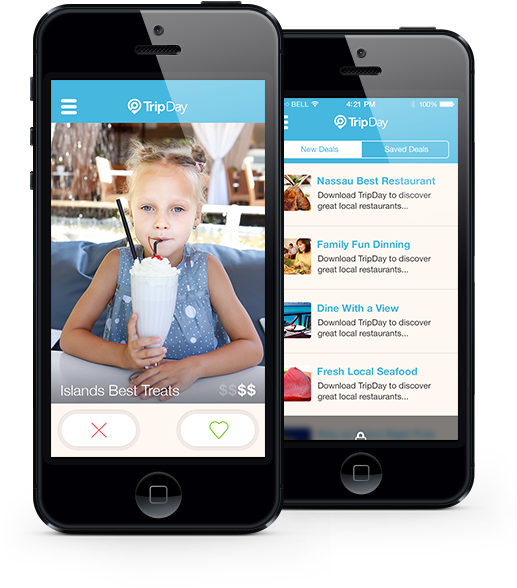 TripDay
Islands Best Treats $$$$
BELL 4:21 PM 100%
TripDay
New Deals Saved Deals
Nassau Best Restaurant
Download TripDay to discover
great local restaurants...
Family Fun Dinning
Download TripDay to discover
great local restaurants...
Dine With a View
Download TripDay to discover
great local restaurants...
Fresh Local Seafood
Download TripDay to discover
great local restaurants...